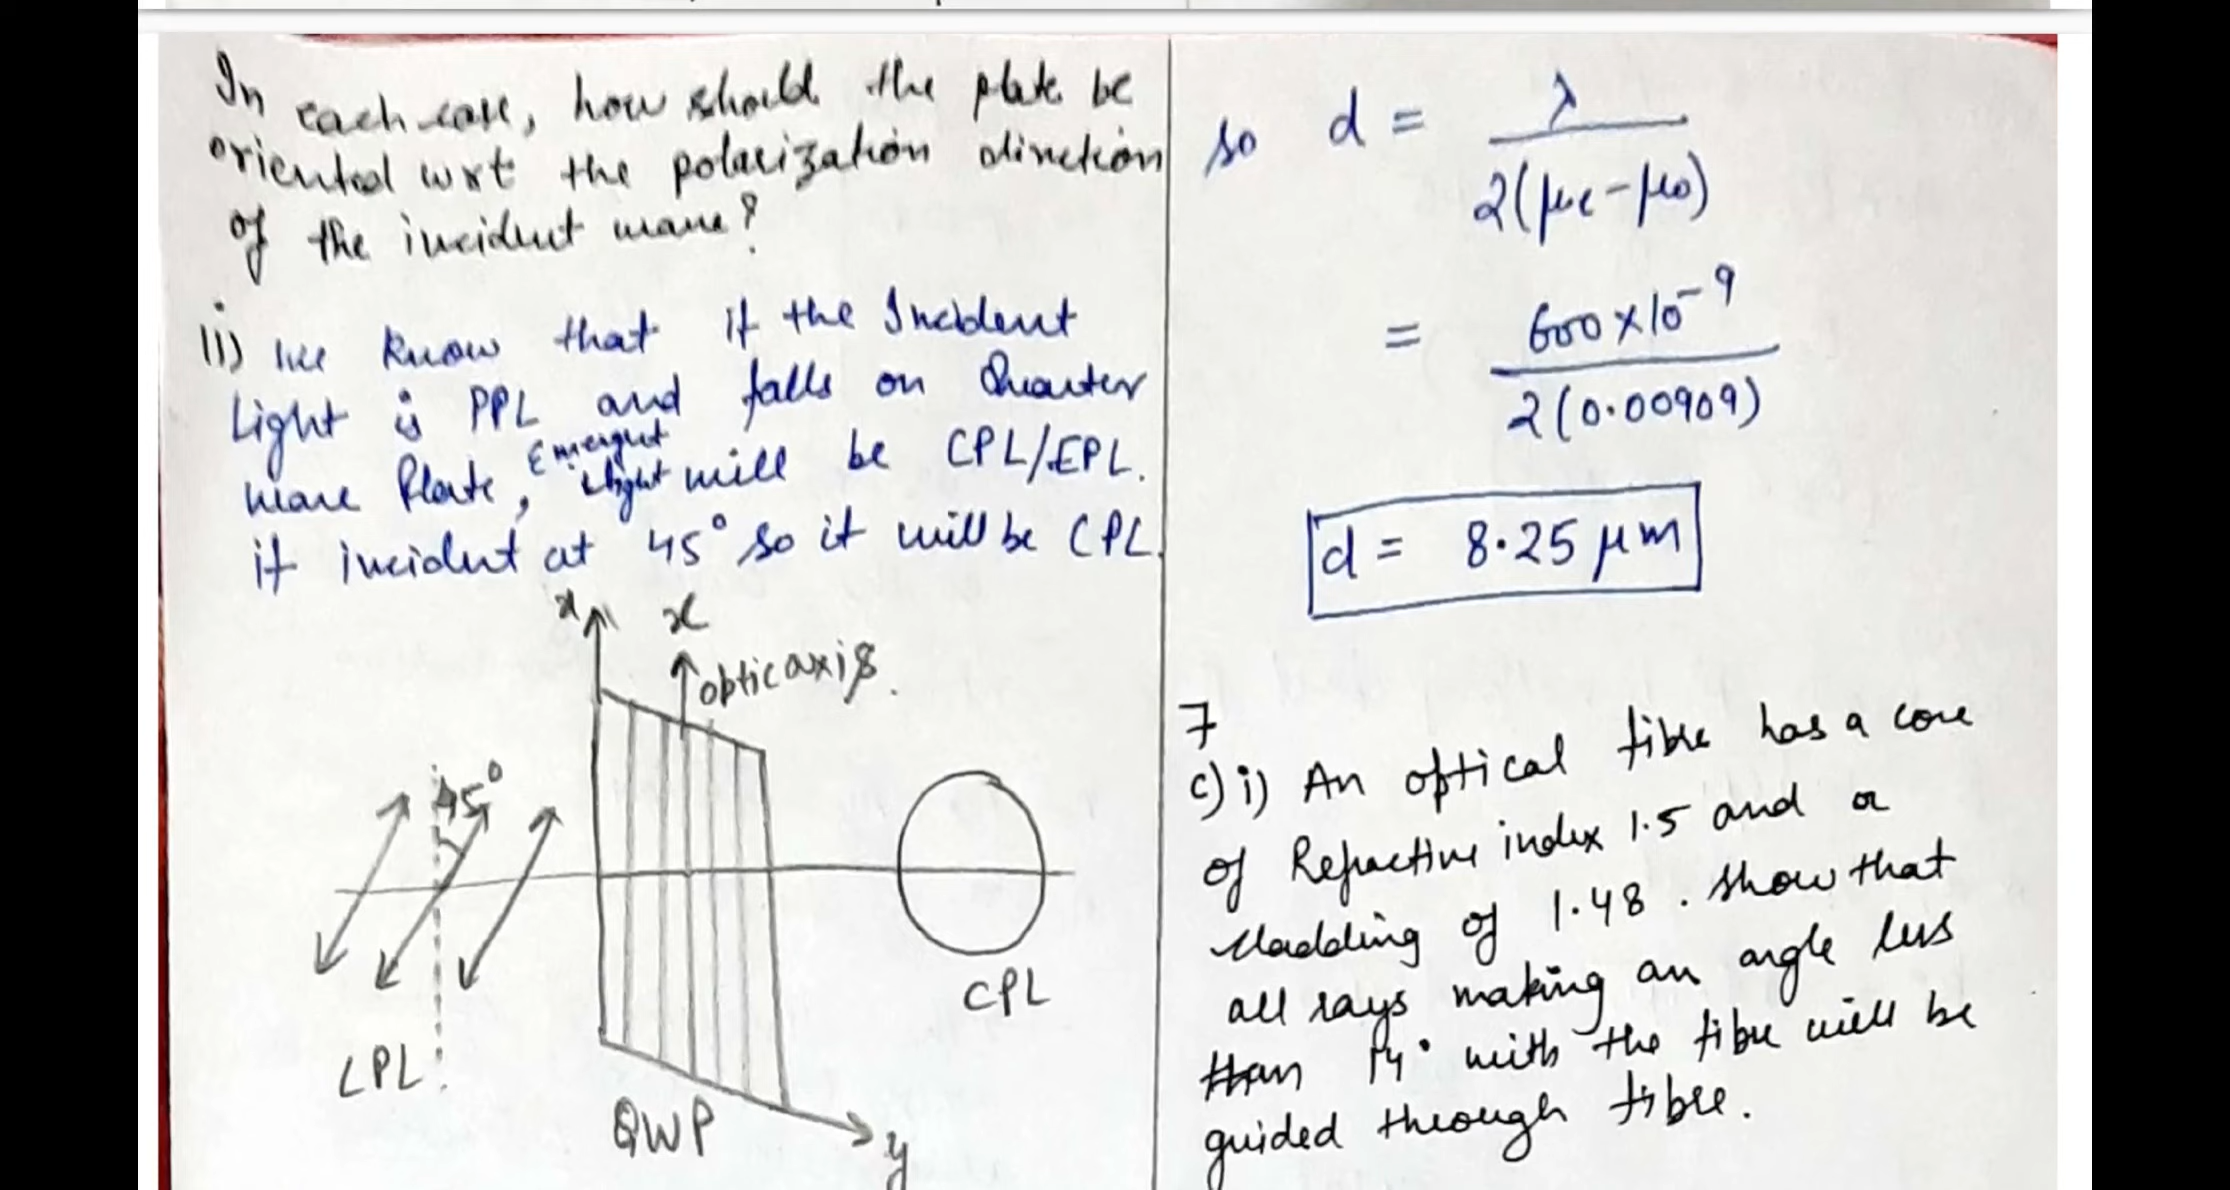 In each case, how should the plate be
oriented wrt the polarization direction
of the incident wave?
ii) We know that if the Incident
Light is PPL and falls on Quarter
wave Plate, Emergent light will be CPL/EPL.
if incident at 45° so it will be CPL.
x
x
optic axis.
45°
LPL
CPL
QWP
y
so d = λ / 2(μe - μo)
= 600 × 10⁻⁹ / 2(0.00909)
d = 8.25 μm
7
c) i) An optical fibre has a core
of Refractive index 1.5 and a
cladding of 1.48. Show that
all rays making an angle less
than 14° with the fibre will be
guided through fibre.